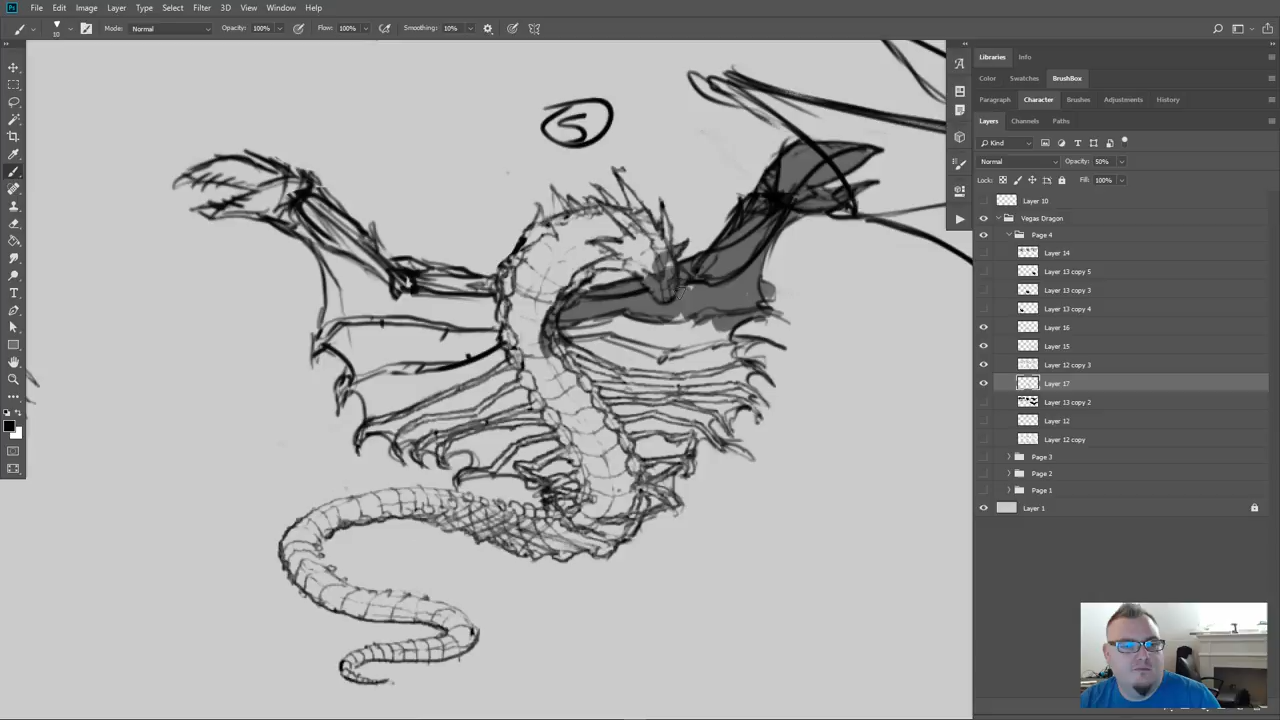 Ps File Edit Image Layer Type Select Filter 3D View Window Help
10 Mode: Normal Opacity: 100% Flow: 100% Smoothing: 10%
5
Libraries Info
Color Swatches BrushBox
Paragraph Character Brushes Adjustments History
Layers Channels Paths
Kind
Normal Opacity: 50%
Lock: Fill: 100%
Layer 10
Vegas Dragon
Page 4
Layer 14
Layer 13 copy 5
Layer 13 copy 3
Layer 13 copy 4
Layer 16
Layer 15
Layer 12 copy 3
Layer 17
Layer 13 copy 2
Layer 12
Layer 12 copy
Page 3
Page 2
Page 1
Layer 1